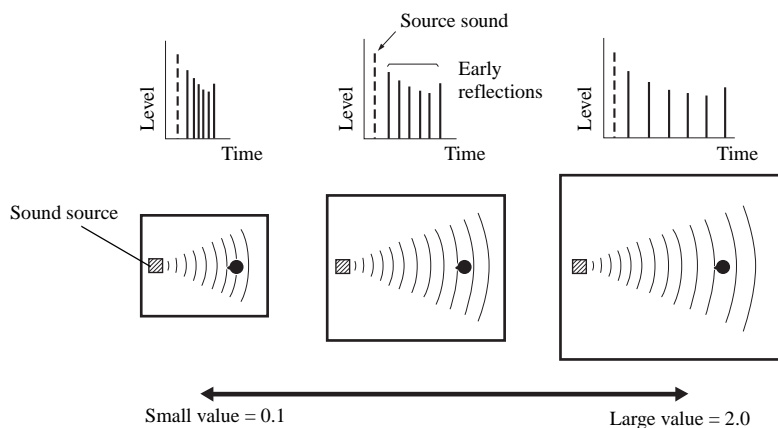 Source sound
Level
Time
Level
Early
reflections
Time
Level
Time
Sound source
Small value = 0.1
Large value = 2.0